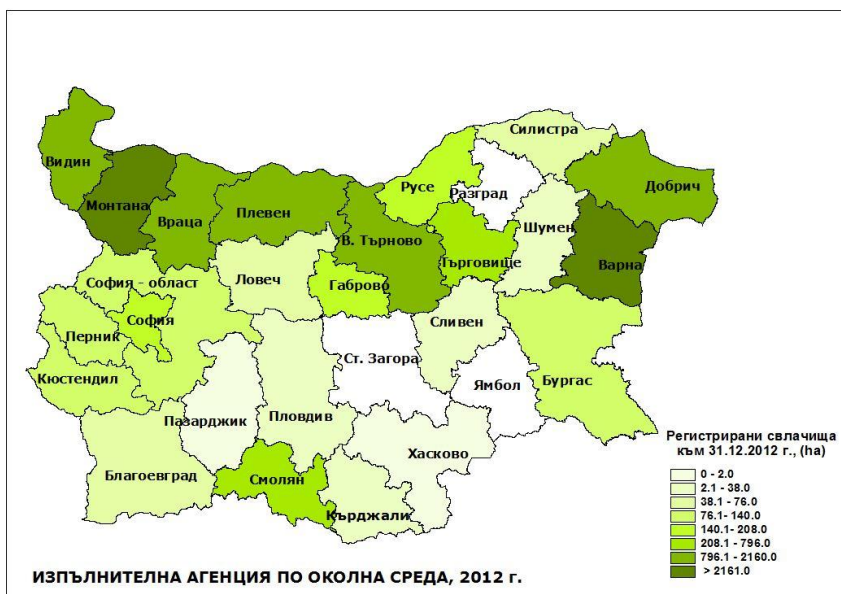 Силистра
Видин
Русе
Разград
Добрич
Монтана
Враца
Плевен
Шумен
В. Търново
Търговище
Варна
София - област
Ловеч
Габрово
София
Сливен
Перник
Ст. Загора
Кюстендил
Ямбол
Бургас
Пазарджик
Пловдив
Хасково
Благоевград
Смолян
Кърджали
Регистрирани свлачища
към 31.12.2012 г., (ha)
0 - 2.0
2.1 - 38.0
38.1 - 76.0
76.1- 140.0
140.1- 208.0
208.1 - 796.0
796.1 - 2160.0
> 2161.0
ИЗПЪЛНИТЕЛНА АГЕНЦИЯ ПО ОКОЛНА СРЕДА, 2012 г.